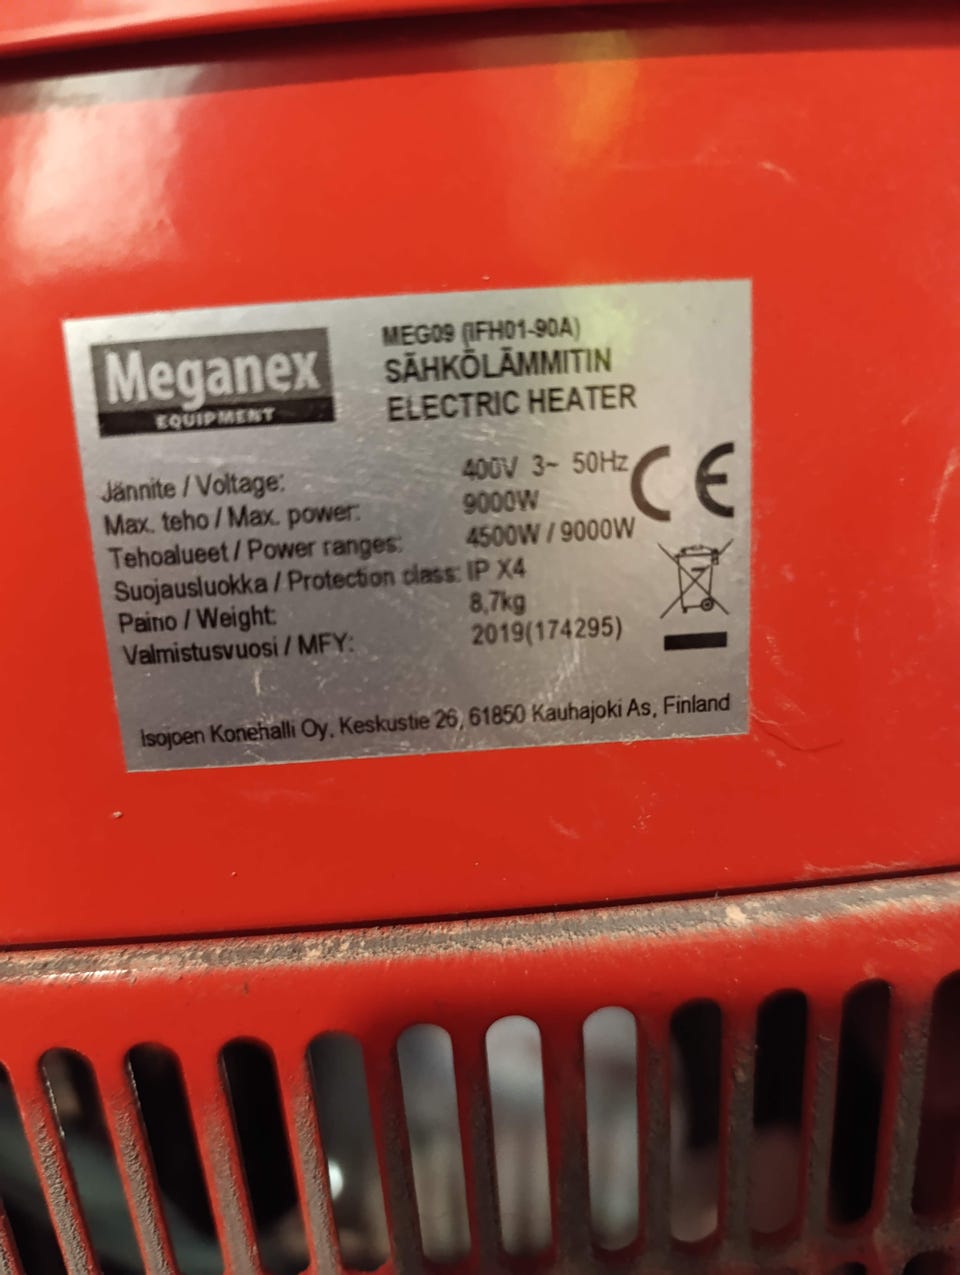 Meganex
EQUIPMENT
MEG09 (IFH01-90A)
SÄHKÖLÄMMITIN
ELECTRIC HEATER
Jännite / Voltage: 400V 3~ 50Hz
Max. teho / Max. power: 9000W
Tehoalueet / Power ranges: 4500W / 9000W
Suojausluokka / Protection class: IP X4
Paino / Weight: 8,7kg
Valmistusvuosi / MFY: 2019(174295)
CE
Isojoen Konehalli Oy, Keskustie 26, 61850 Kauhajoki As, Finland